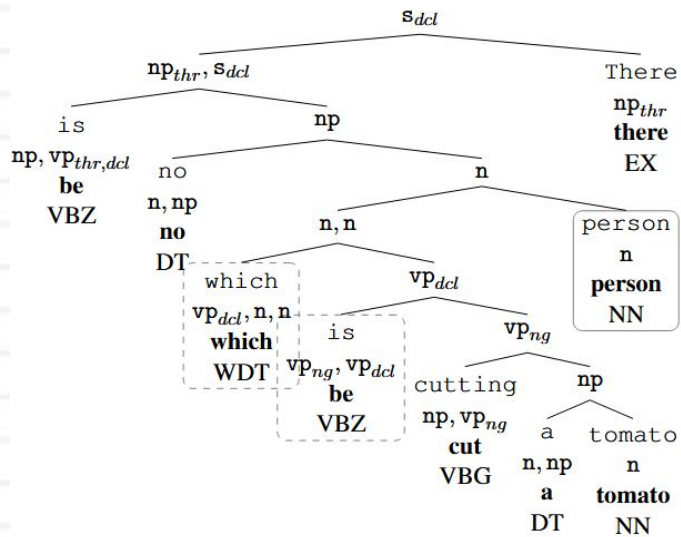 s_dcl
np_thr, s_dcl
There
np_thr
there
EX
is
np, vp_thr,dcl
be
VBZ
np
no
n, np
no
DT
n
n, n
person
n
person
NN
which
vp_dcl, n, n
which
WDT
vp_dcl
is
vp_ng, vp_dcl
be
VBZ
vp_ng
cutting
np, vp_ng
cut
VBG
np
a
n, np
a
DT
tomato
n
tomato
NN